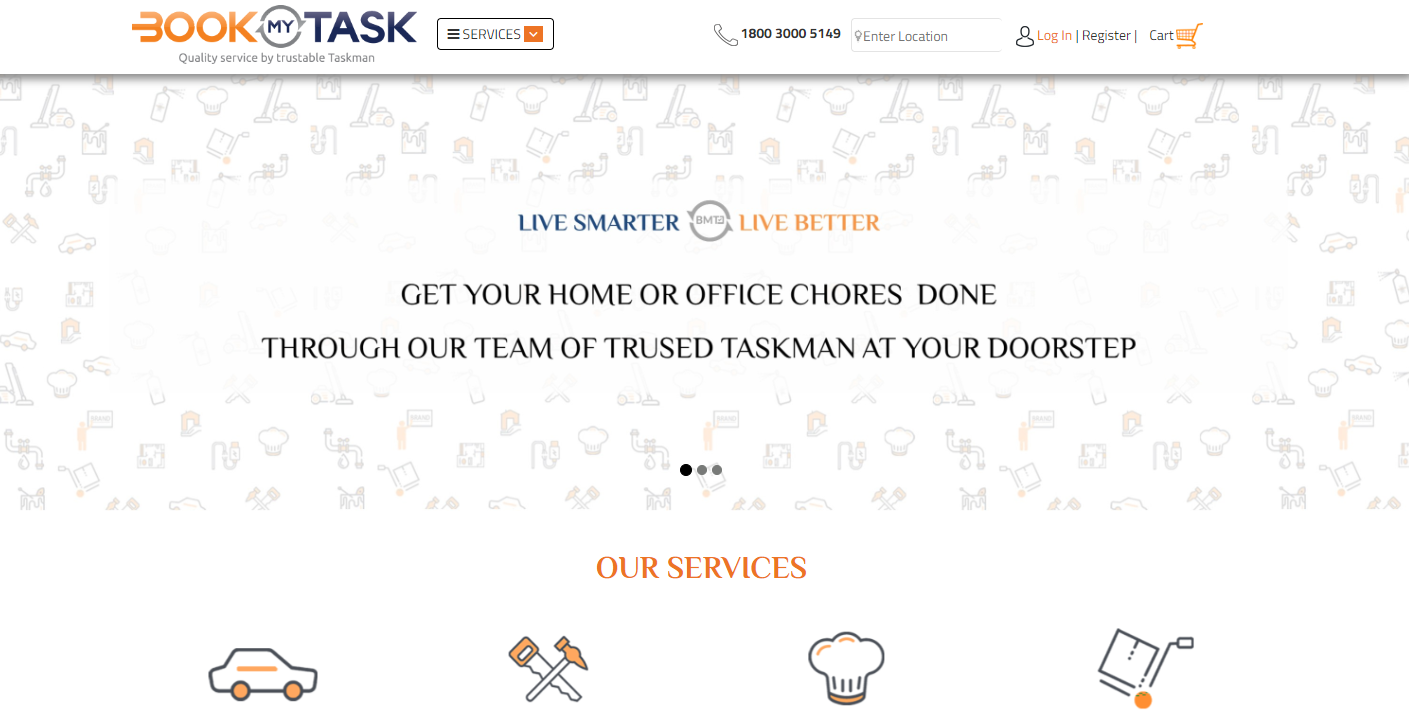 BOOK MY TASK
Quality service by trustable Taskman
SERVICES
1800 3000 5149
Enter Location
Log In | Register | Cart
LIVE SMARTER BMT LIVE BETTER
GET YOUR HOME OR OFFICE CHORES DONE
THROUGH OUR TEAM OF TRUSED TASKMAN AT YOUR DOORSTEP
OUR SERVICES